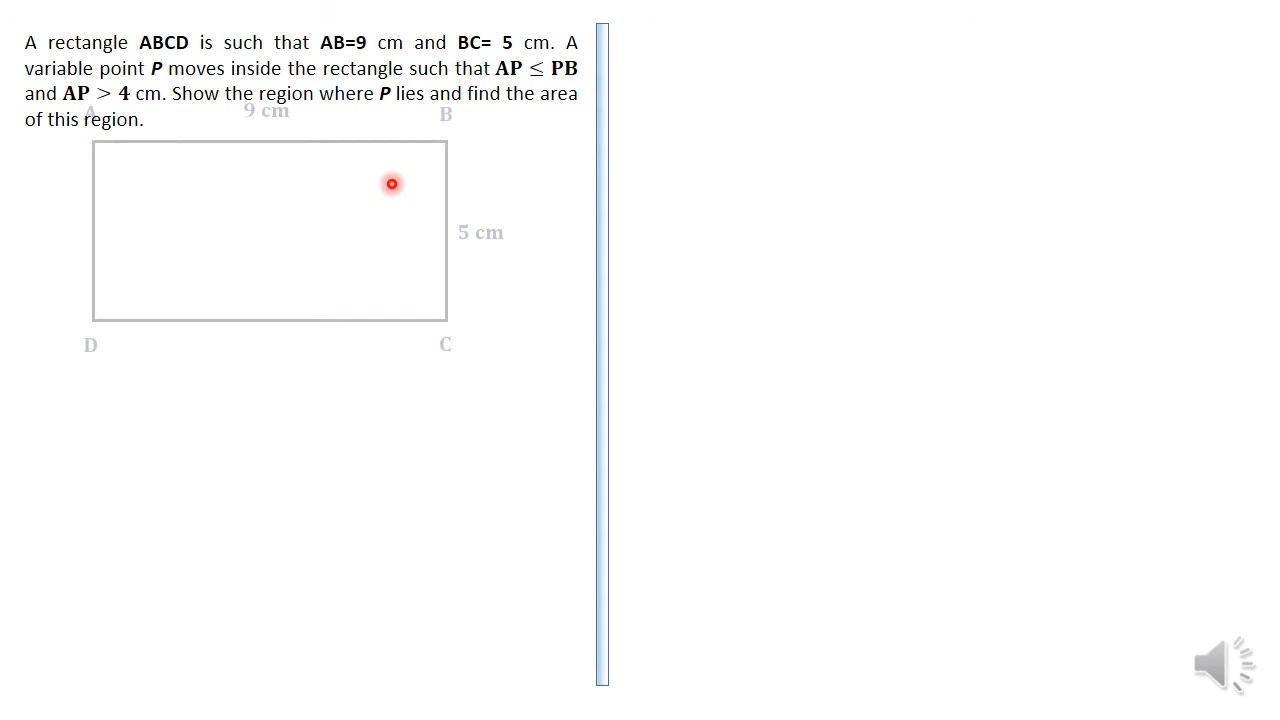 A rectangle ABCD is such that AB=9 cm and BC= 5 cm. A
variable point P moves inside the rectangle such that AP ≤ PB
and AP > 4 cm. Show the region where P lies and find the area
of this region.
A
9 cm
B
5 cm
D
C